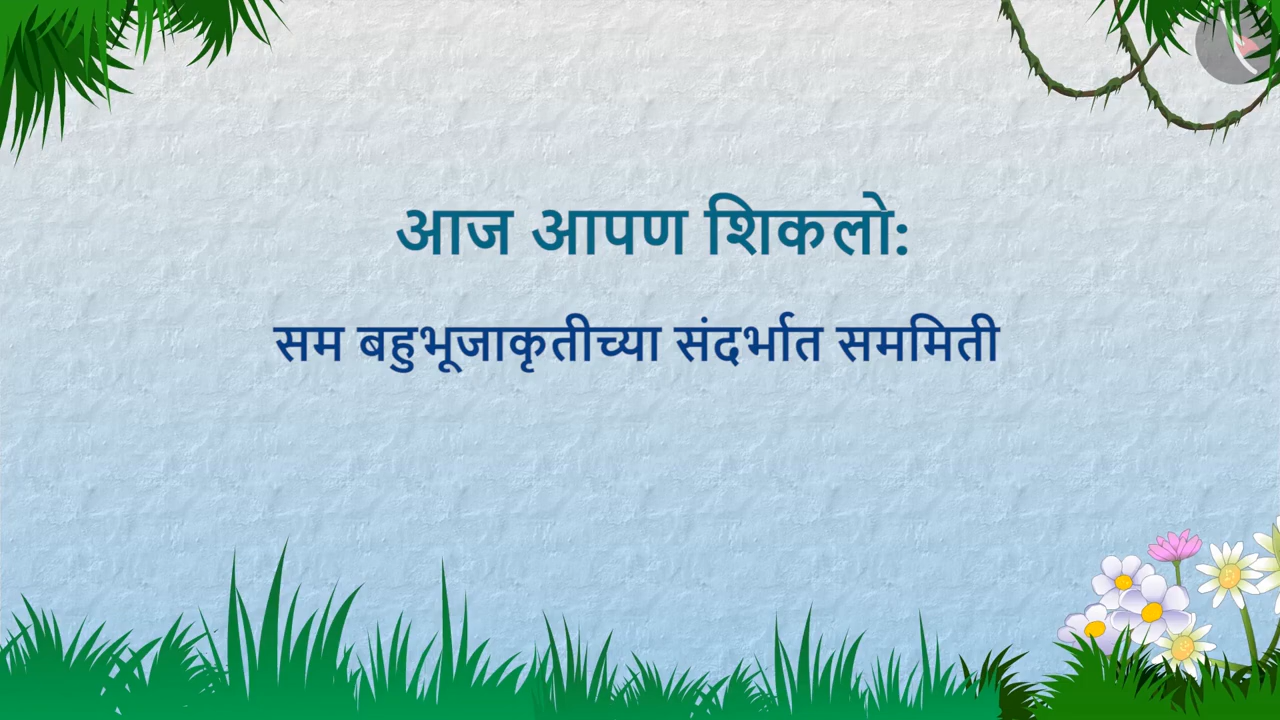 आज आपण शिकलो:
सम बहुभूजाकृतीच्या संदर्भात सममिती